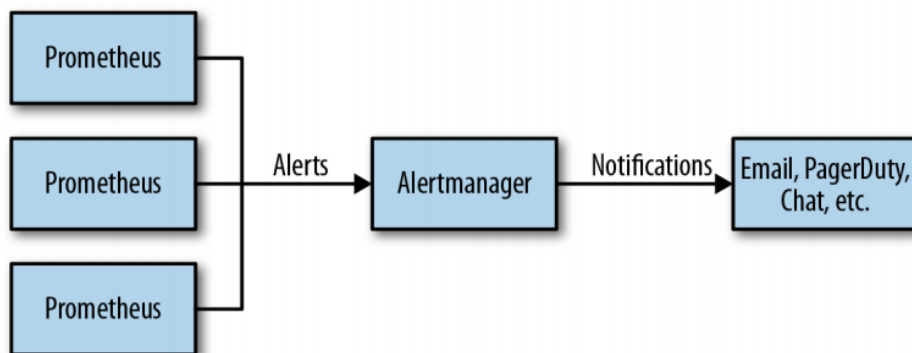 Prometheus
Prometheus
Alerts
Alertmanager
Notifications
Email, PagerDuty,
Chat, etc.
Prometheus